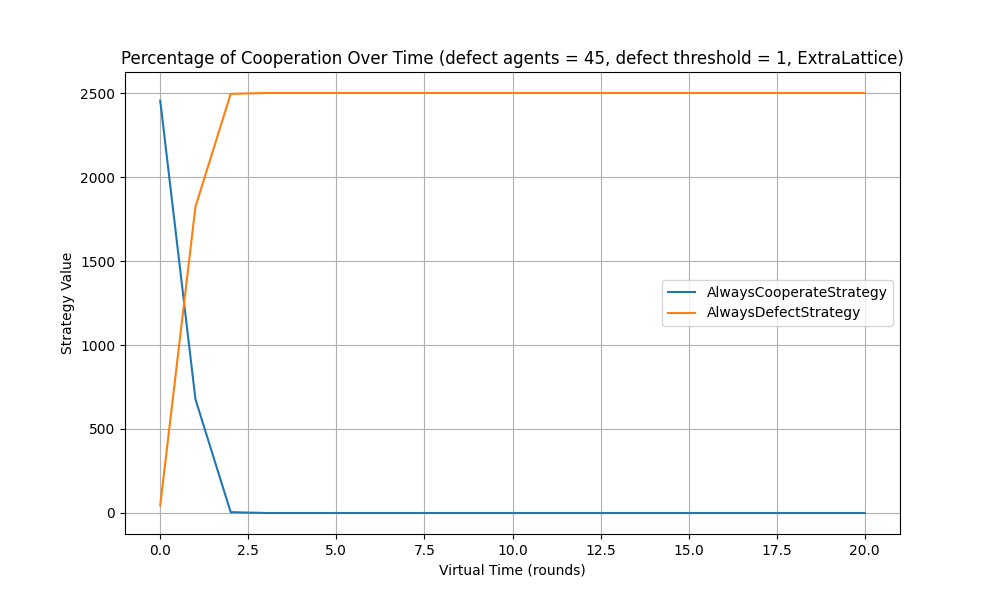 Percentage of Cooperation Over Time (defect agents = 45, defect threshold = 1, ExtraLattice)
2500
2000
1500
1000
500
0
Strategy Value
AlwaysCooperateStrategy
AlwaysDefectStrategy
0.0 2.5 5.0 7.5 10.0 12.5 15.0 17.5 20.0
Virtual Time (rounds)